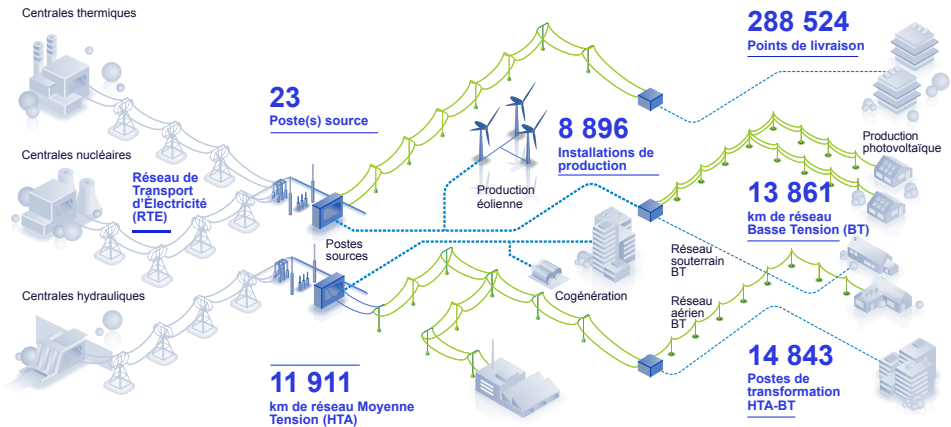 Centrales thermiques
288 524
Points de livraison
23
Poste(s) source
8 896
Installations de
production
Production
photovoltaïque
Centrales nucléaires
Réseau de
Transport
d'Électricité
(RTE)
Production
éolienne
13 861
km de réseau
Basse Tension (BT)
Postes
sources
Réseau
souterrain
BT
Centrales hydrauliques
Cogénération
Réseau
aérien
BT
11 911
km de réseau Moyenne
Tension (HTA)
14 843
Postes de
transformation
HTA-BT